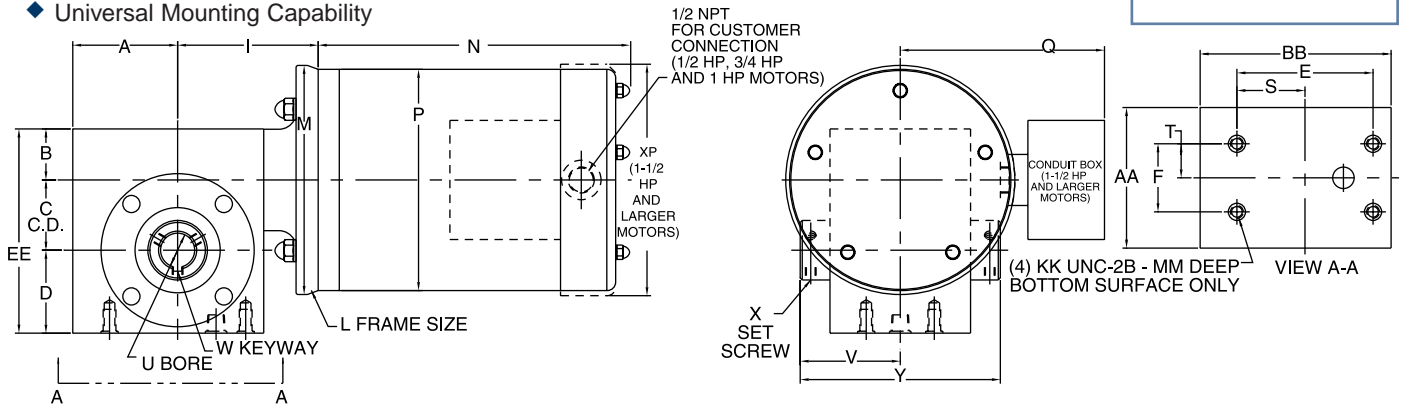 Universal Mounting Capability
A
I
N
1/2 NPT
FOR CUSTOMER
CONNECTION
(1/2 HP, 3/4 HP
AND 1 HP MOTORS)
B
C
C.D.
EE
D
M
P
XP
(1-1/2
HP
AND
LARGER
MOTORS)
L FRAME SIZE
W KEYWAY
U BORE
A
A
Q
CONDUIT BOX
(1-1/2 HP
AND LARGER
MOTORS)
X
SET
SCREW
V
Y
BB
E
S
T
F
AA
(4) KK UNC-2B - MM DEEP
BOTTOM SURFACE ONLY
VIEW A-A